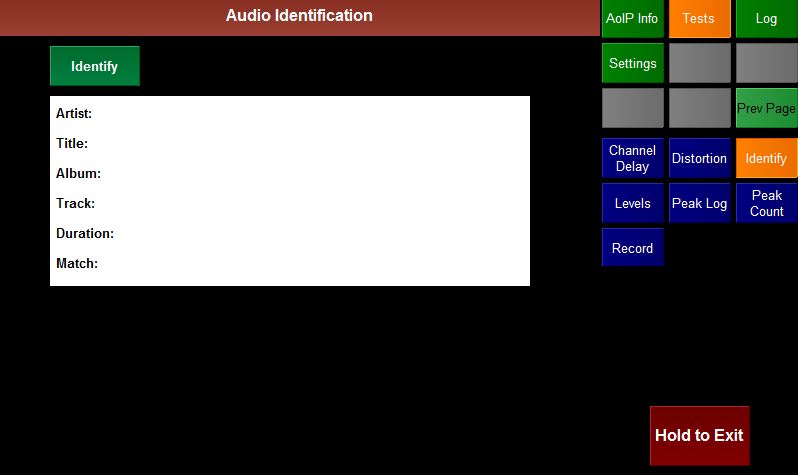 Audio Identification
AoIP Info
Tests
Log
Identify
Settings
Prev Page
Artist:
Title:
Album:
Track:
Duration:
Match:
Channel
Delay
Distortion
Identify
Levels
Peak Log
Peak
Count
Record
Hold to Exit